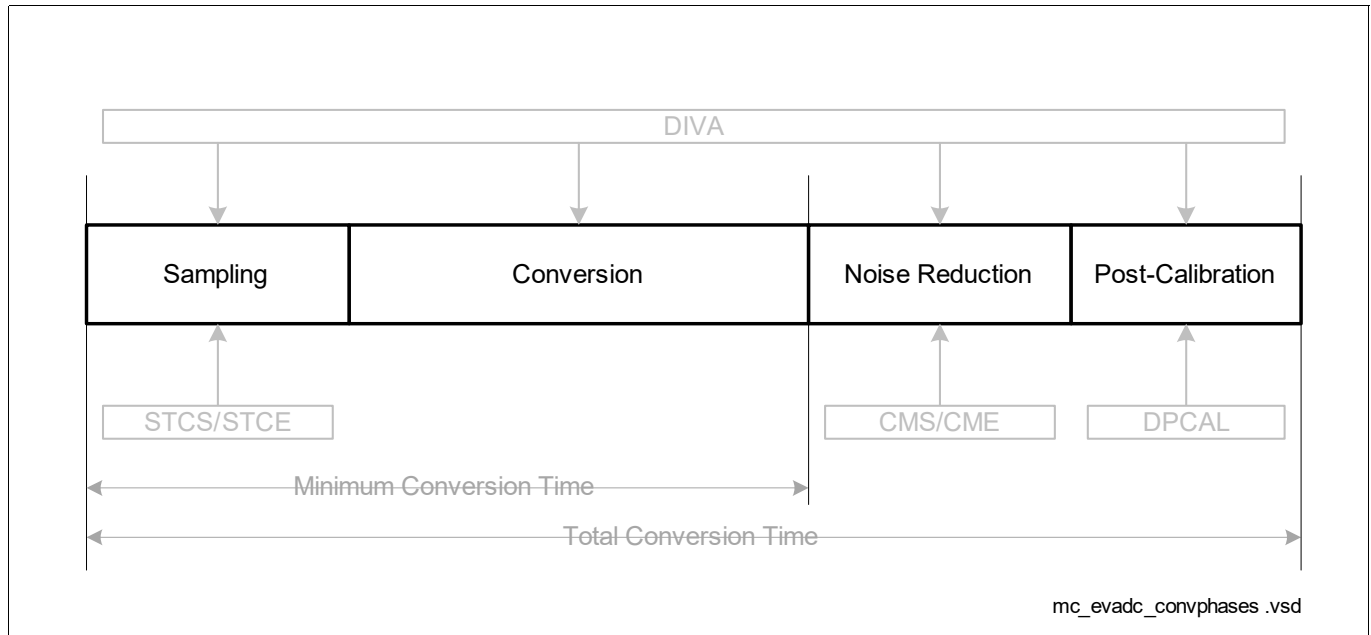 DIVA
Sampling
Conversion
Noise Reduction
Post-Calibration
STCS/STCE
CMS/CME
DPCAL
Minimum Conversion Time
Total Conversion Time
mc_evadc_convphases .vsd